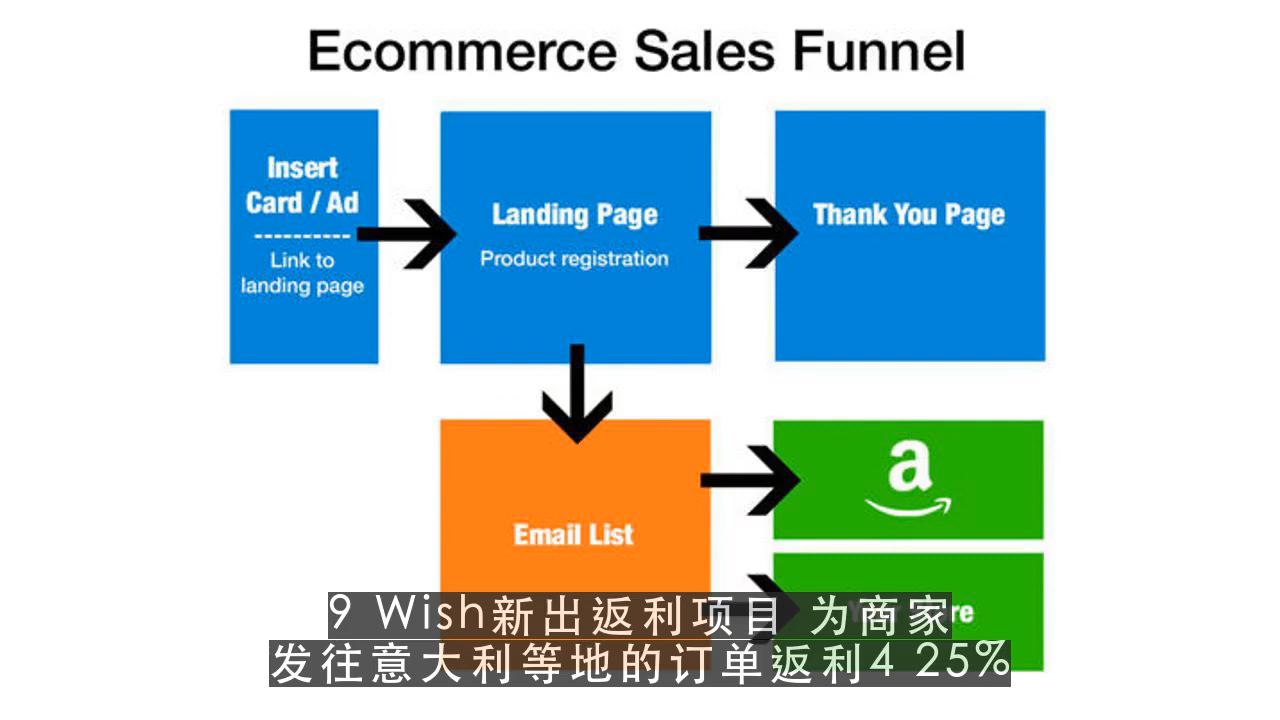 Ecommerce Sales Funnel
Insert
Card / Ad
----------
Link to
landing page
Landing Page
Product registration
Thank You Page
Email List
a
9 Wish新出返利项目 为商家
发往意大利等地的订单返利4 25%